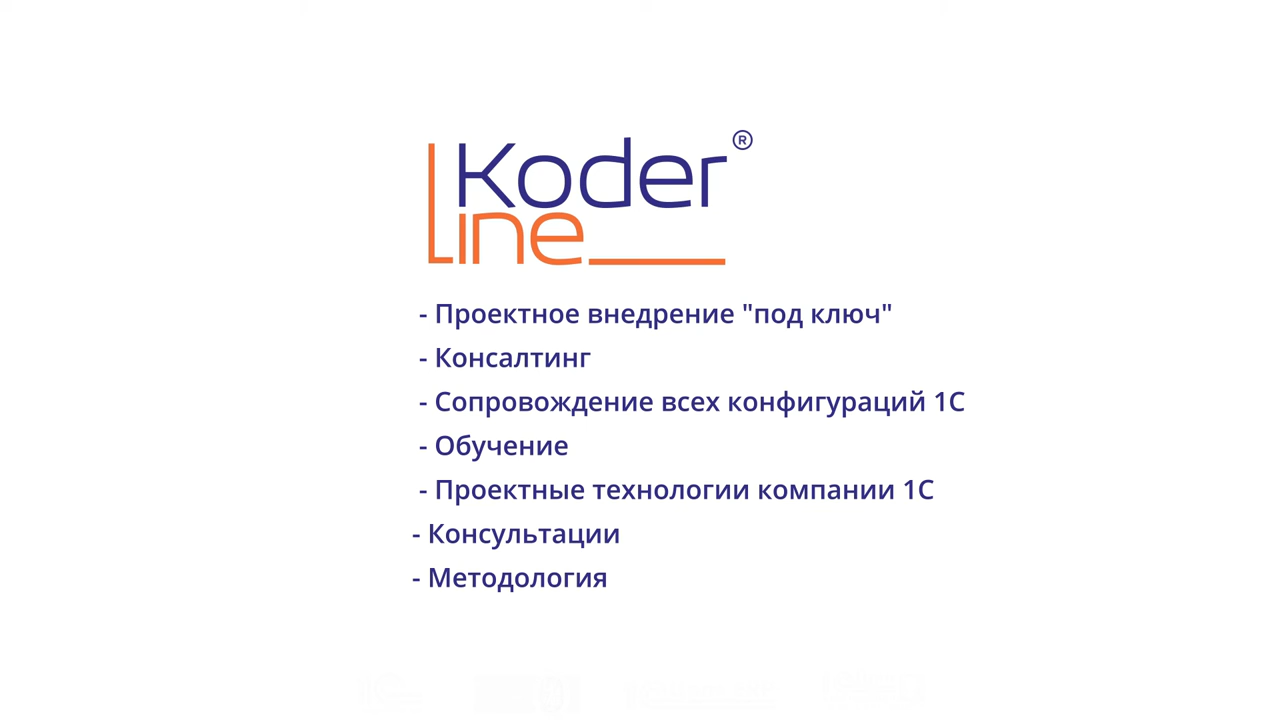 Koder®
Line
- Проектное внедрение "под ключ"
- Консалтинг
- Сопровождение всех конфигураций 1С
- Обучение
- Проектные технологии компании 1С
- Консультации
- Методология